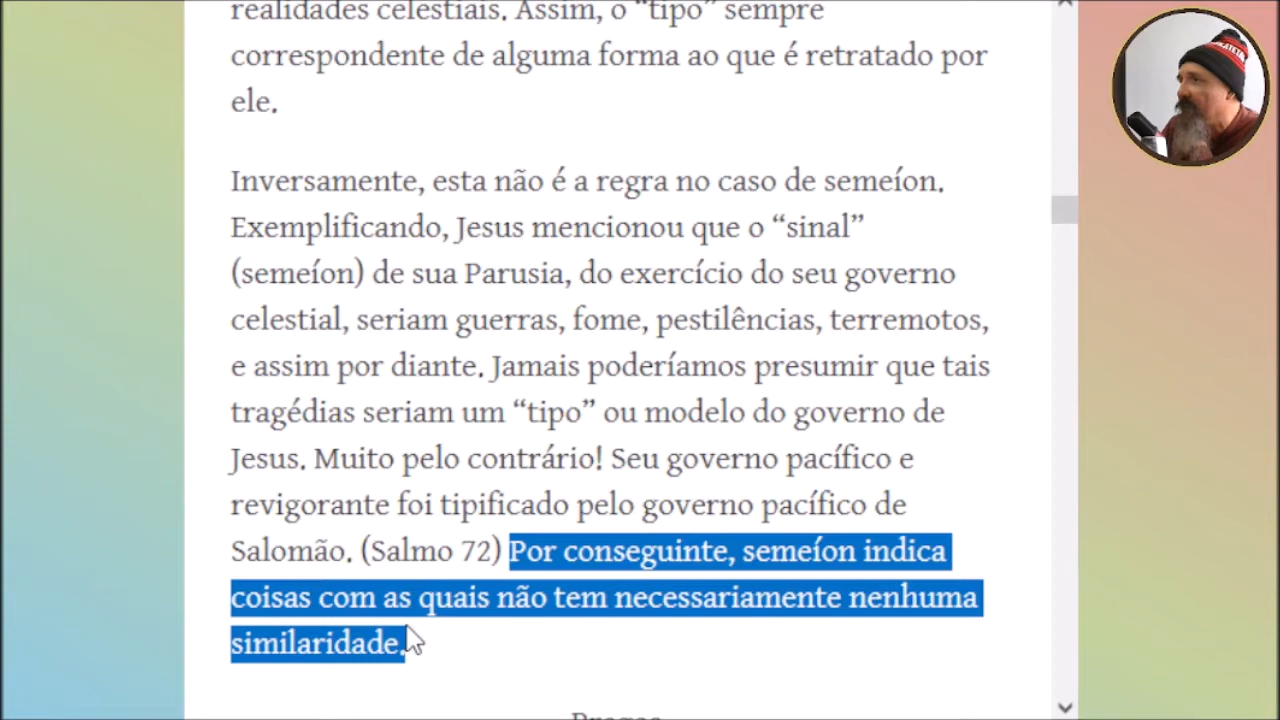 realidades celestiais. Assim, o “tipo” sempre
correspondente de alguma forma ao que é retratado por
ele.
Inversamente, esta não é a regra no caso de semeíon.
Exemplificando, Jesus mencionou que o “sinal”
(semeíon) de sua Parusia, do exercício do seu governo
celestial, seriam guerras, fome, pestilências, terremotos,
e assim por diante. Jamais poderíamos presumir que tais
tragédias seriam um “tipo” ou modelo do governo de
Jesus. Muito pelo contrário! Seu governo pacífico e
revigorante foi tipificado pelo governo pacífico de
Salomão. (Salmo 72) Por conseguinte, semeíon indica
coisas com as quais não tem necessariamente nenhuma
similaridade.